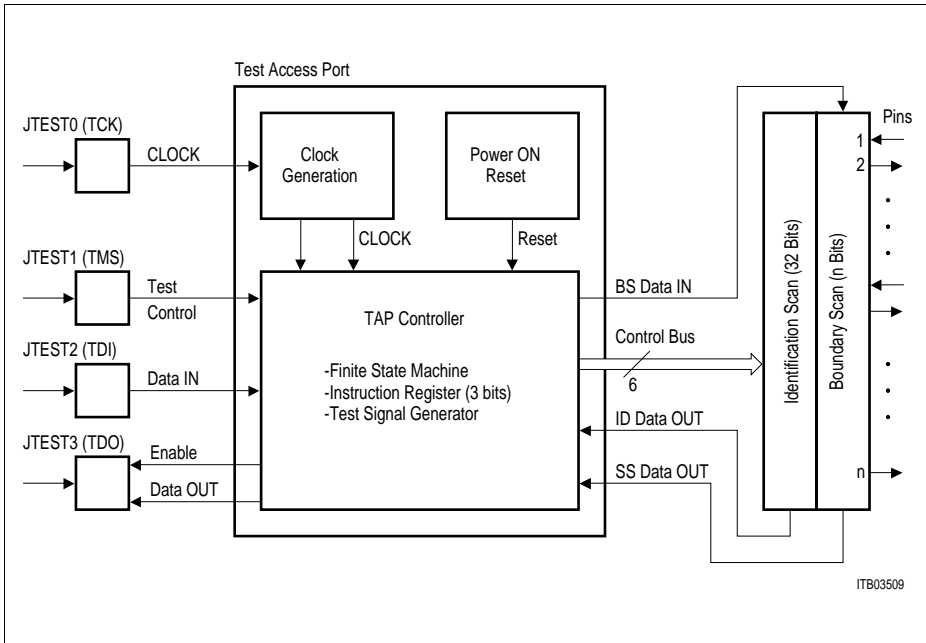 Test Access Port
JTEST0 (TCK)
CLOCK
Clock
Generation
Power ON
Reset
CLOCK
Reset
JTEST1 (TMS)
Test
Control
JTEST2 (TDI)
Data IN
JTEST3 (TDO)
Enable
Data OUT
TAP Controller
-Finite State Machine
-Instruction Register (3 bits)
-Test Signal Generator
BS Data IN
Control Bus
6
ID Data OUT
SS Data OUT
Identification Scan (32 Bits)
Boundary Scan (n Bits)
Pins
1
2
n
ITB03509